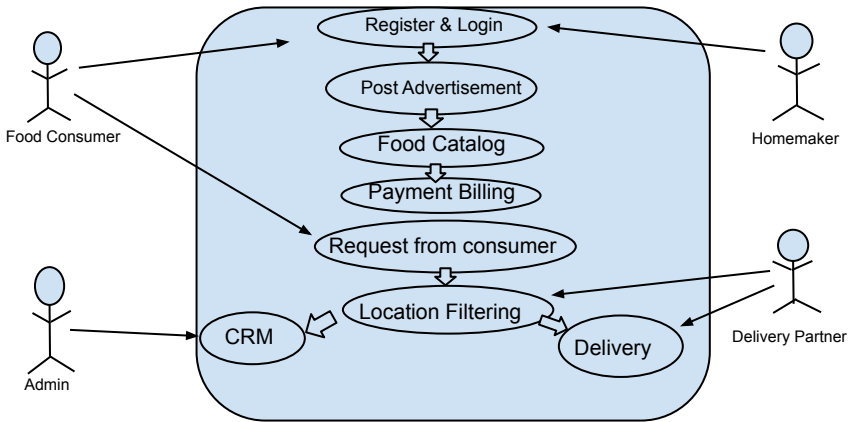 Register & Login
Post Advertisement
Food Consumer
Homemaker
Food Catalog
Payment Billing
Request from consumer
Location Filtering
CRM
Delivery
Delivery Partner
Admin